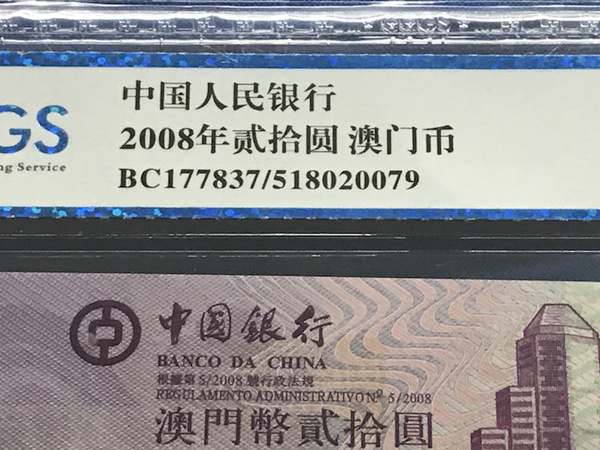 中国人民银行
2008年贰拾圆 澳门币
BC177837/518020079
GS
ng Service
中國銀行
BANCO DA CHINA
根據第5/2008號行政法規
REGULAMENTO ADMINISTRATIVO Nº 5/2008
澳門幣貳拾圓